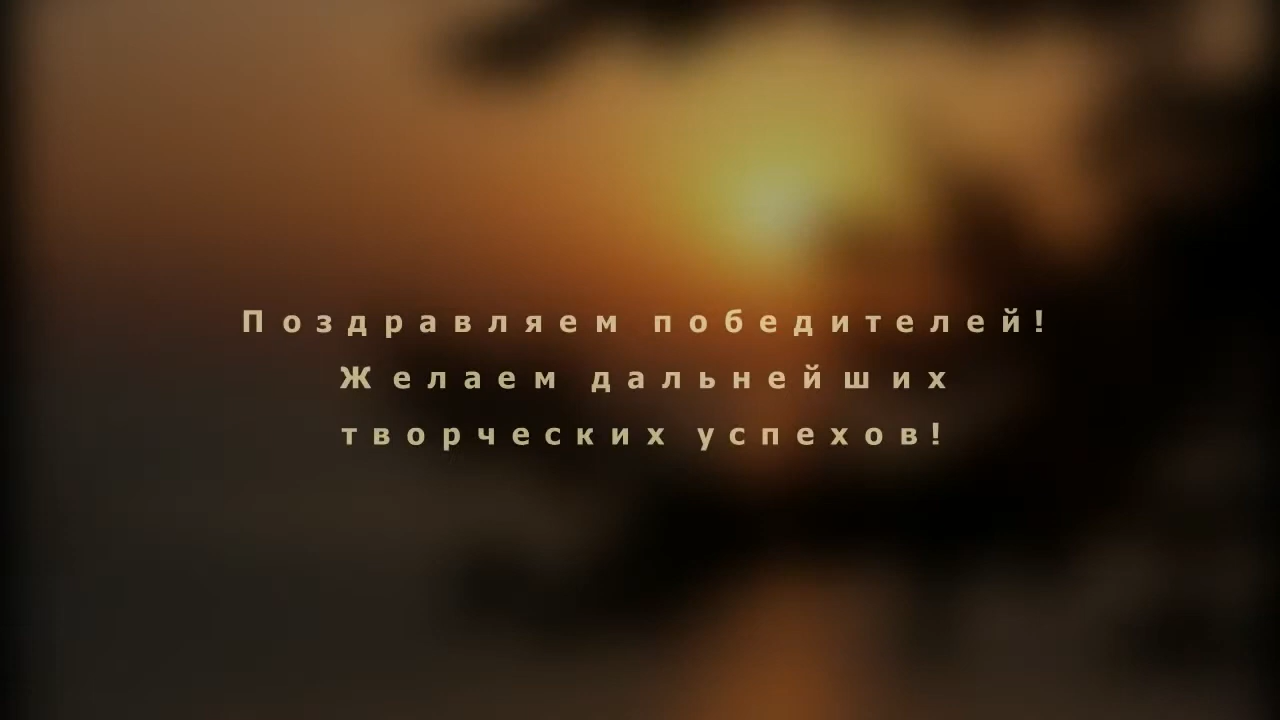 Поздравляем победителей!
Желаем дальнейших
творческих успехов!